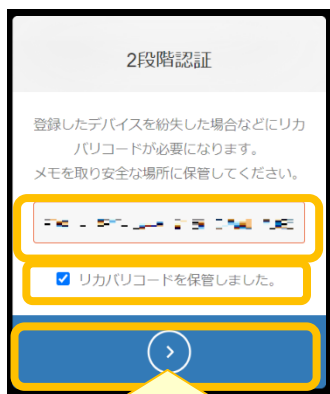 2段階認証
登録したデバイスを紛失した場合などにリカ
バリコードが必要になります。
メモを取り安全な場所に保管してください。
リカバリコードを保管しました。